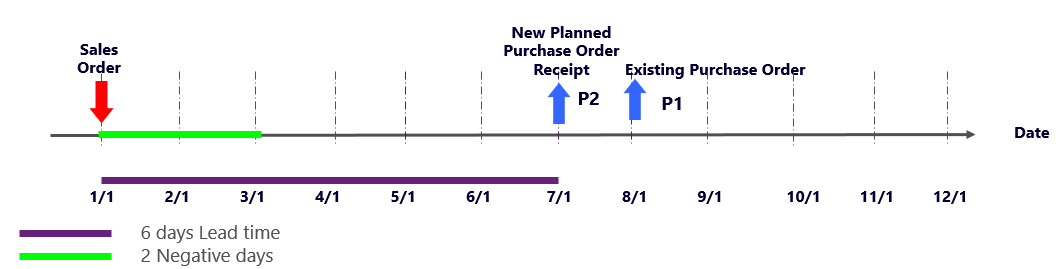 Sales
Order
New Planned
Purchase Order
Receipt
P2
Existing Purchase Order
P1
Date
1/1
2/1
3/1
4/1
5/1
6/1
7/1
8/1
9/1
10/1
11/1
12/1
6 days Lead time
2 Negative days